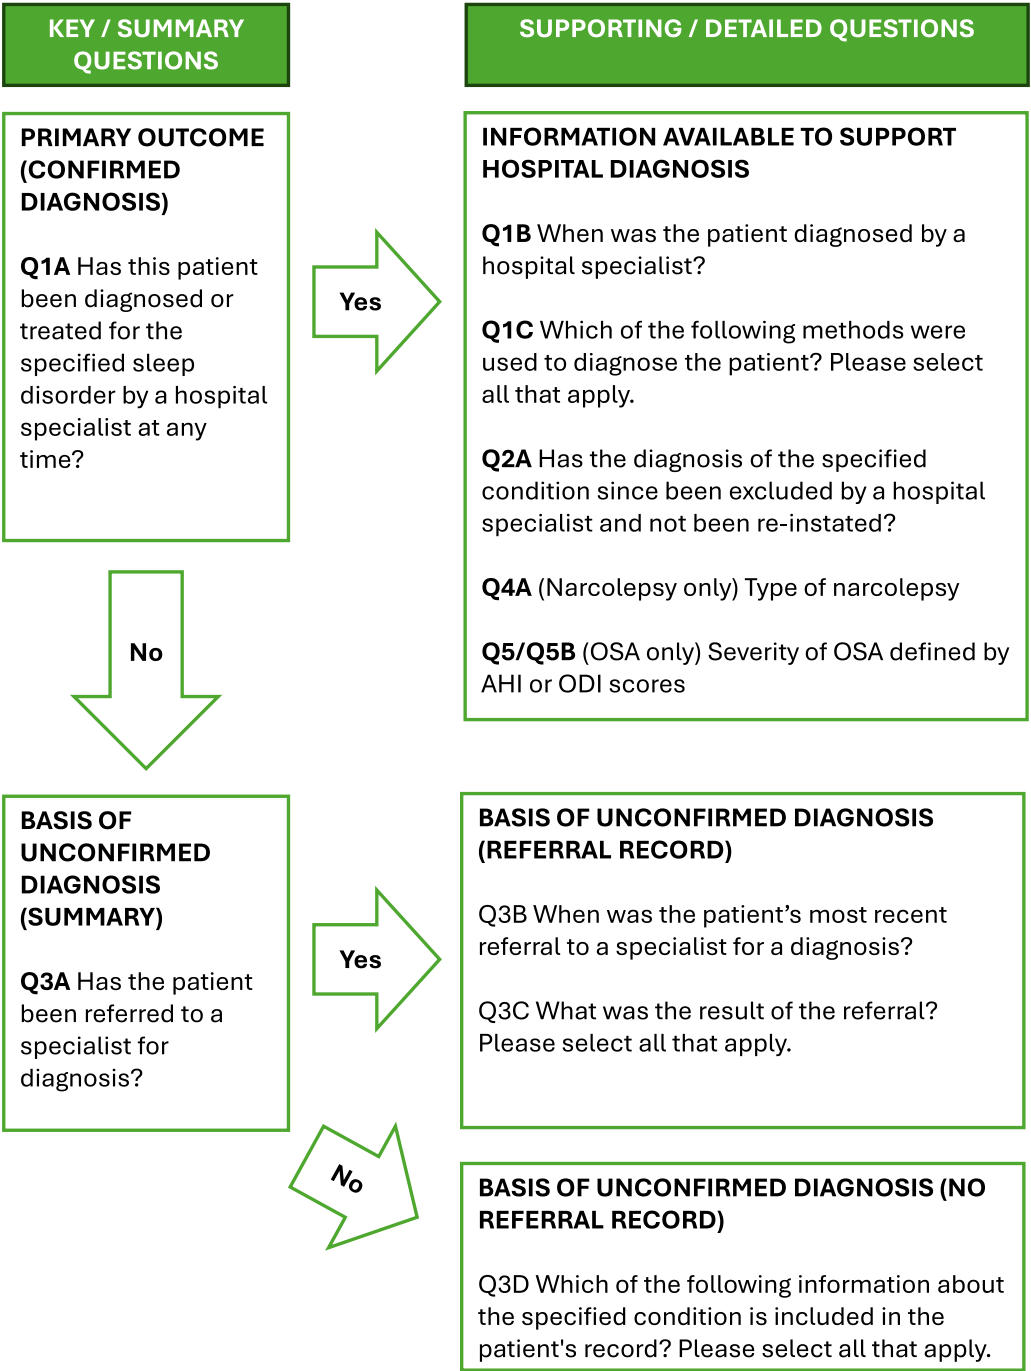 KEY / SUMMARY
QUESTIONS
SUPPORTING / DETAILED QUESTIONS
PRIMARY OUTCOME
(CONFIRMED
DIAGNOSIS)
Q1A Has this patient
been diagnosed or
treated for the
specified sleep
disorder by a hospital
specialist at any
time?
Yes
INFORMATION AVAILABLE TO SUPPORT
HOSPITAL DIAGNOSIS
Q1B When was the patient diagnosed by a
hospital specialist?
Q1C Which of the following methods were
used to diagnose the patient? Please select
all that apply.
Q2A Has the diagnosis of the specified
condition since been excluded by a hospital
specialist and not been re-instated?
Q4A (Narcolepsy only) Type of narcolepsy
Q5/Q5B (OSA only) Severity of OSA defined by
AHI or ODI scores
No
BASIS OF
UNCONFIRMED
DIAGNOSIS
(SUMMARY)
Q3A Has the patient
been referred to a
specialist for
diagnosis?
Yes
BASIS OF UNCONFIRMED DIAGNOSIS
(REFERRAL RECORD)
Q3B When was the patient’s most recent
referral to a specialist for a diagnosis?
Q3C What was the result of the referral?
Please select all that apply.
No
BASIS OF UNCONFIRMED DIAGNOSIS (NO
REFERRAL RECORD)
Q3D Which of the following information about
the specified condition is included in the
patient's record? Please select all that apply.